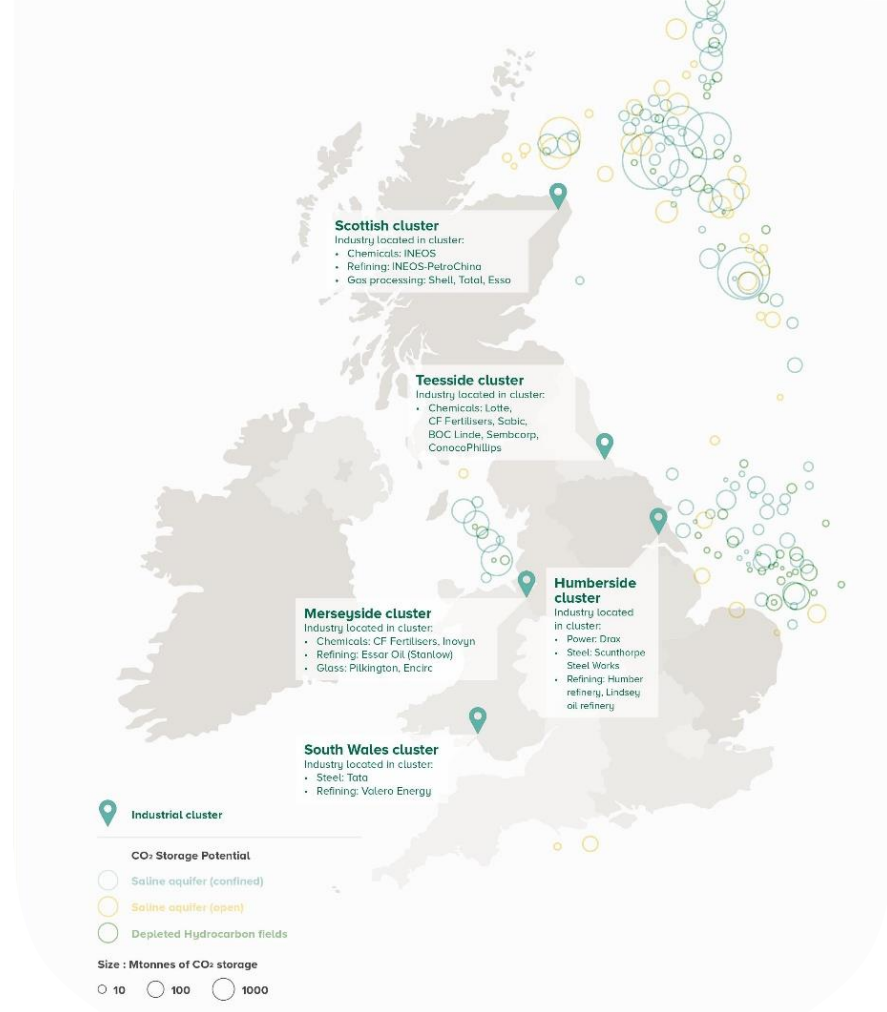 Scottish cluster
Industry located in cluster:
• Chemicals: INEOS
• Refining: INEOS-PetroChina
• Gas processing: Shell, Total, Esso
Teesside cluster
Industry located in cluster:
• Chemicals: Lotte,
CF Fertilisers, Sabic,
BOC Linde, Sembcorp,
ConocoPhillips
Humberside
cluster
Industry located
in cluster:
• Power: Drax
• Steel: Scunthorpe
Steel Works
• Refining: Humber
refinery, Lindsey
oil refinery
Merseyside cluster
Industry located in cluster:
• Chemicals: CF Fertilisers, Inovyn
• Refining: Essar Oil (Stanlow)
• Glass: Pilkington, Encirc
South Wales cluster
Industry located in cluster:
• Steel: Tata
• Refining: Valero Energy
Industrial cluster
CO₂ Storage Potential
Saline aquifer (confined)
Saline aquifer (open)
Depleted Hydrocarbon fields
Size : Mtonnes of CO₂ storage
10 100 1000